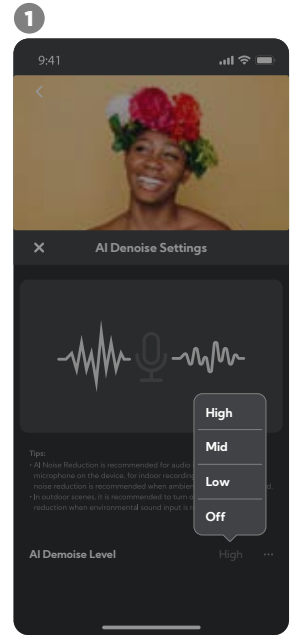 1
9:41
AI Denoise Settings
High
Mid
Low
Off
Tips:
• AI Noise Reduction is recommended for audio
microphone on the device, for indoor recording
noise reduction is recommended when ambien d.
• In outdoor scenes, it is recommended to turn o
reduction when environmental sound input is r
AI Demoise Level High ...